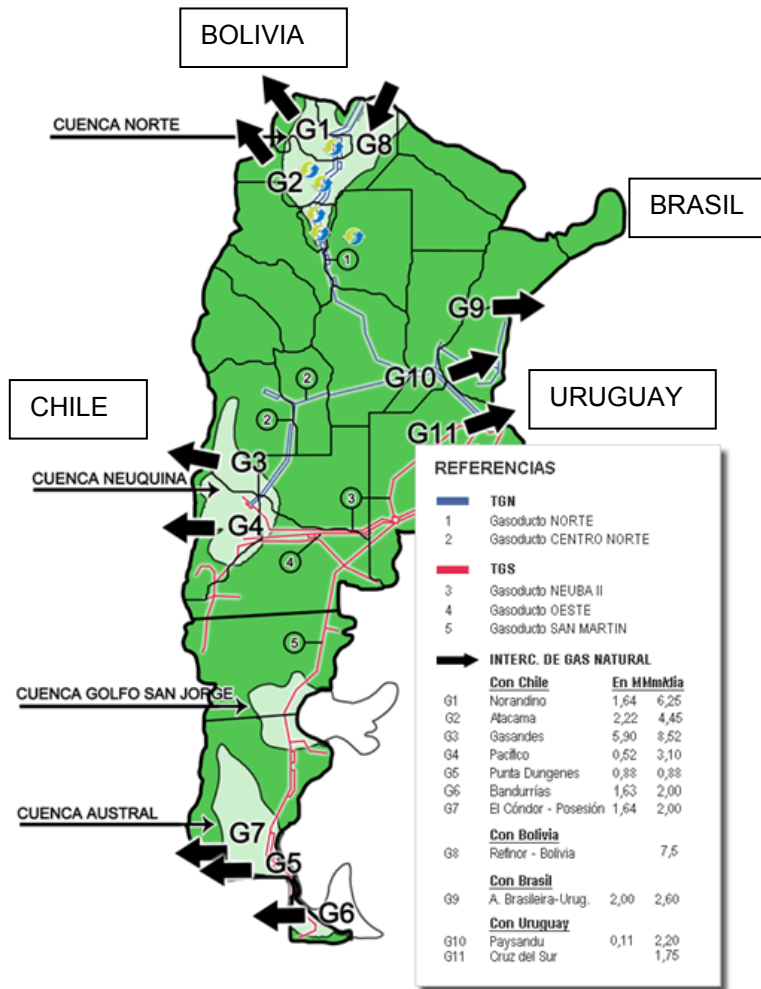 BOLIVIA
CUENCA NORTE
G1
G8
G2
BRASIL
1
G9
2
G10
CHILE
2
URUGUAY
G11
G3
CUENCA NEUQUINA
3
G4
4
5
CUENCA GOLFO SAN JORGE
CUENCA AUSTRAL
G7
G5
G6
REFERENCIAS
TGN
1 Gasoducto NORTE
2 Gasoducto CENTRO NORTE
TGS
3 Gasoducto NEUBA II
4 Gasoducto OESTE
5 Gasoducto SAN MARTIN
INTERC. DE GAS NATURAL
Con Chile En MMm³/día
G1 Norandino 1,64 6,25
G2 Atacama 2,22 4,45
G3 Gasandes 5,90 8,52
G4 Pacífico 0,52 3,10
G5 Punta Dungenes 0,88 0,88
G6 Bandurrías 1,63 2,00
G7 El Cóndor - Posesión 1,64 2,00
Con Bolivia
G8 Refinor - Bolivia 7,5
Con Brasil
G9 A. Brasileira-Urug. 2,00 2,60
Con Uruguay
G10 Paysandu 0,11 2,20
G11 Cruz del Sur 1,75